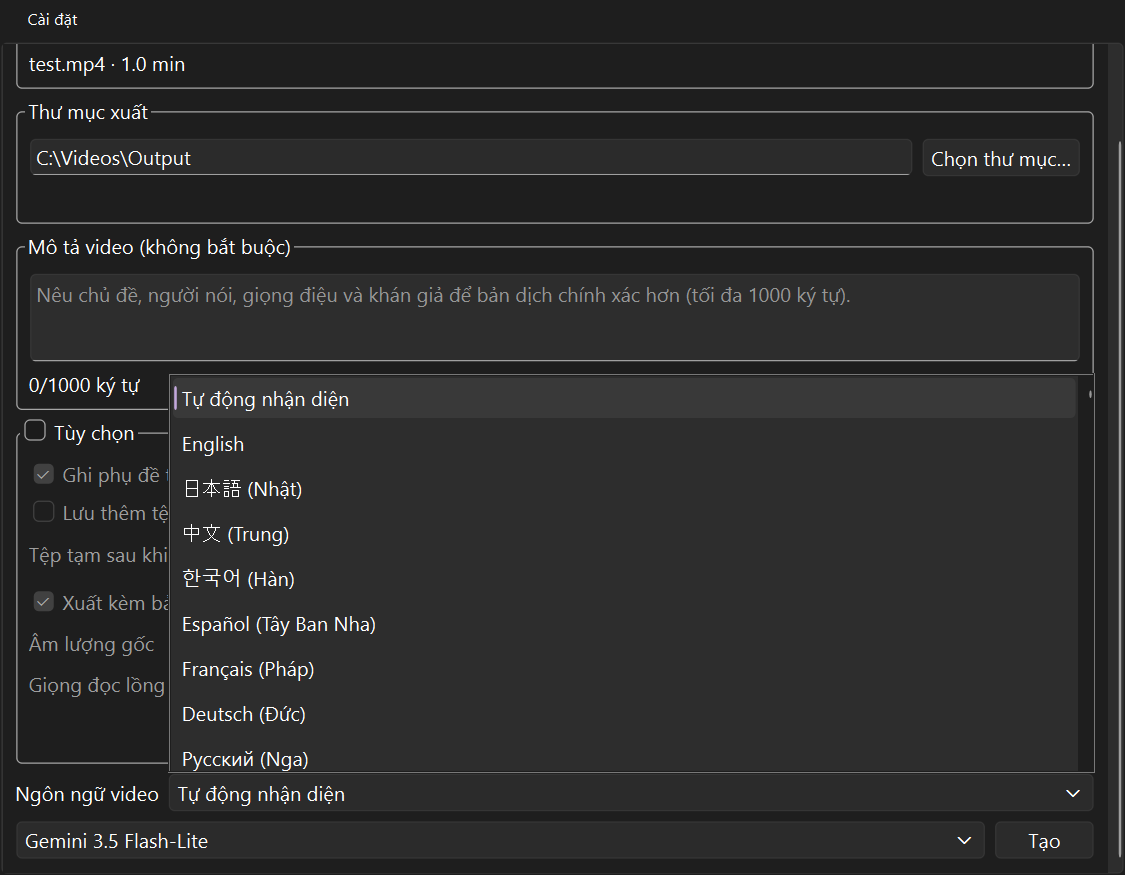 Cài đặt
test.mp4 · 1.0 min
Thư mục xuất
C:\Videos\Output
Chọn thư mục...
Mô tả video (không bắt buộc)
Nêu chủ đề, người nói, giọng điệu và khán giả để bản dịch chính xác hơn (tối đa 1000 ký tự).
0/1000 ký tự
Tùy chọn
Ghi phụ đề
Lưu thêm
Tệp tạm sau khi
Xuất kèm
Âm lượng gốc
Giọng đọc lồng
Tự động nhận diện
English
日本語 (Nhật)
中文 (Trung)
한국어 (Hàn)
Español (Tây Ban Nha)
Français (Pháp)
Deutsch (Đức)
Русский (Nga)
Ngôn ngữ video
Tự động nhận diện
Gemini 3.5 Flash-Lite
Tạo